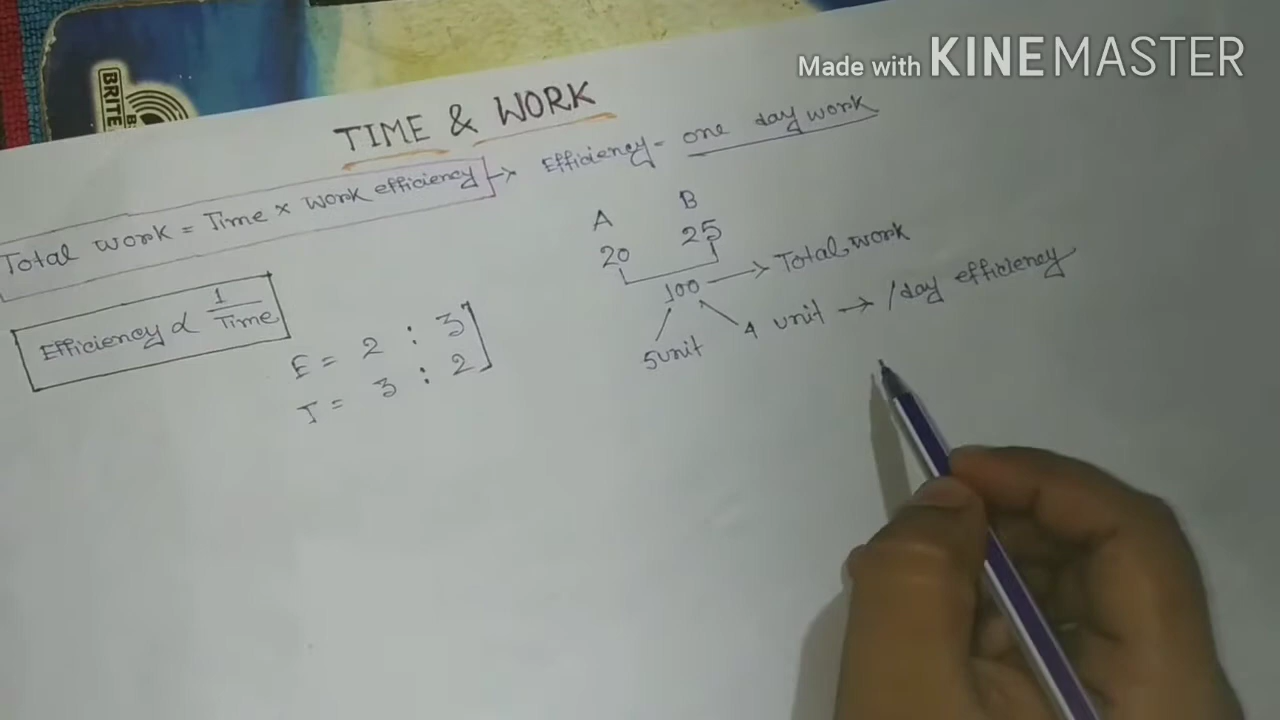 Made with KINEMASTER
BRITE
TIME & WORK
Total work = Time × work efficiency → Efficiency - one day work
A B
20 25
100 → Total work
5unit 4 unit → /day efficiency
Efficiency ∝ 1/Time
E = 2 : 3
T = 3 : 2